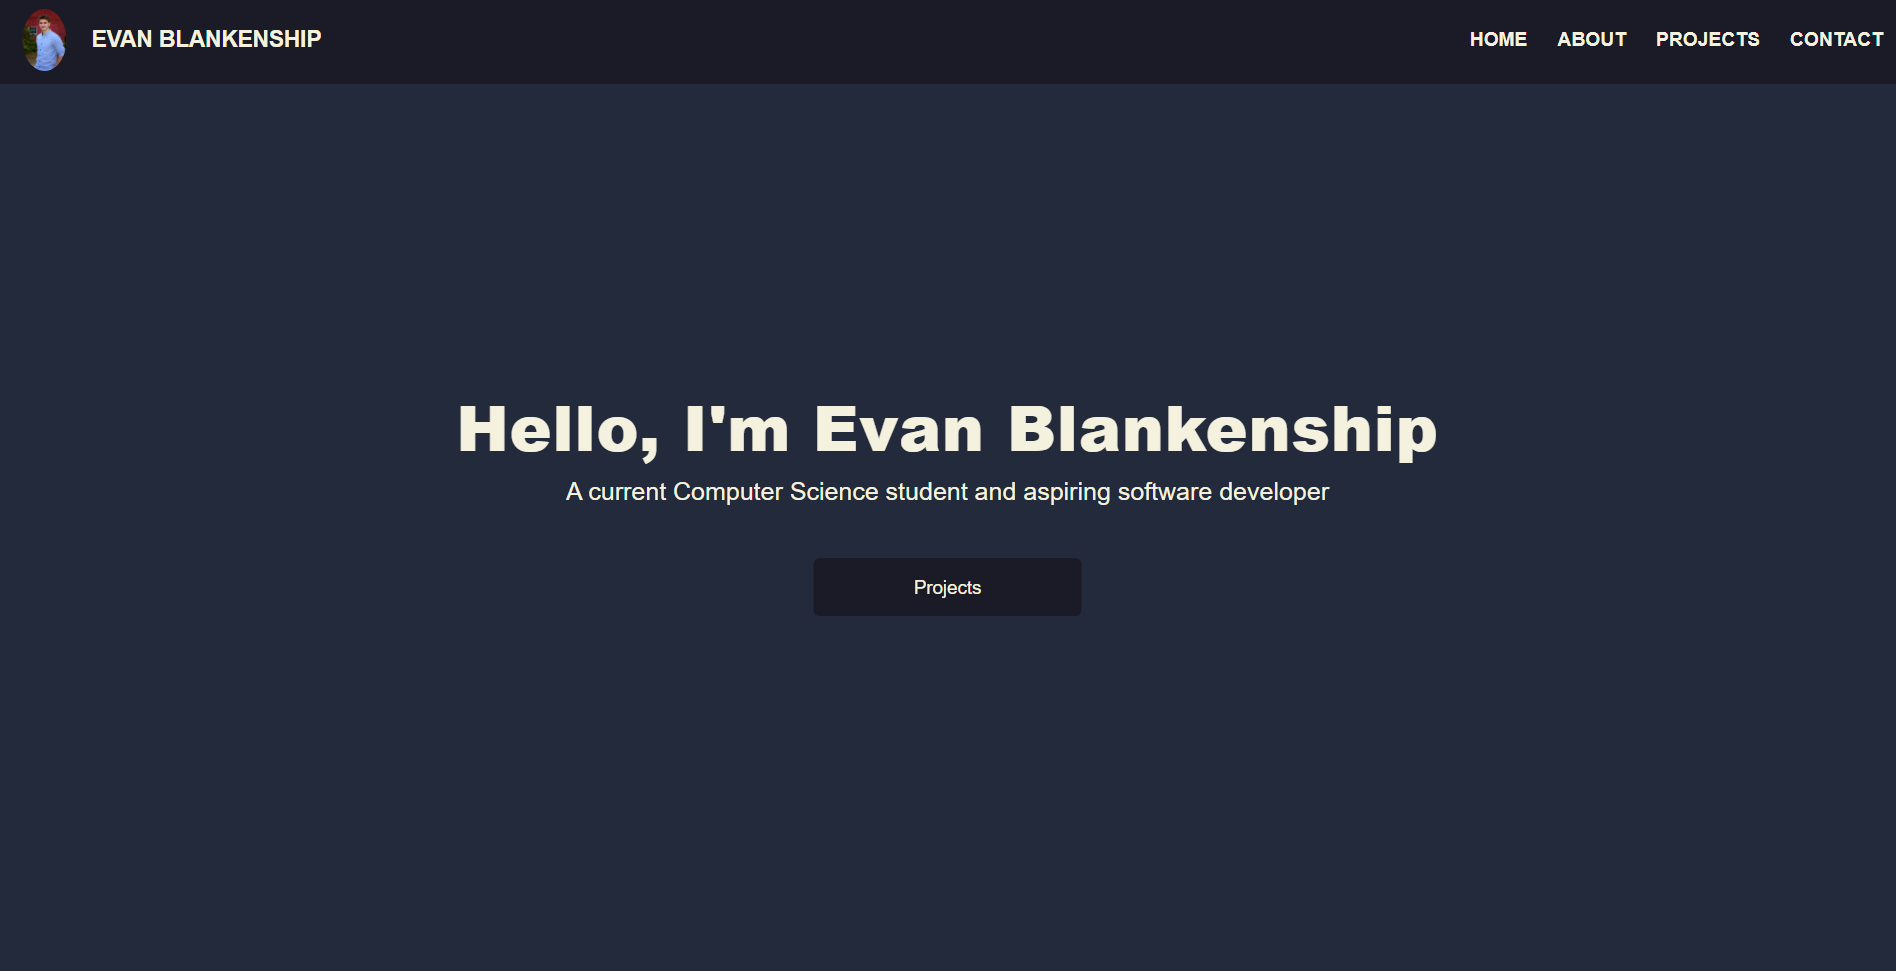 EVAN BLANKENSHIP
HOME ABOUT PROJECTS CONTACT
Hello, I'm Evan Blankenship
A current Computer Science student and aspiring software developer
Projects